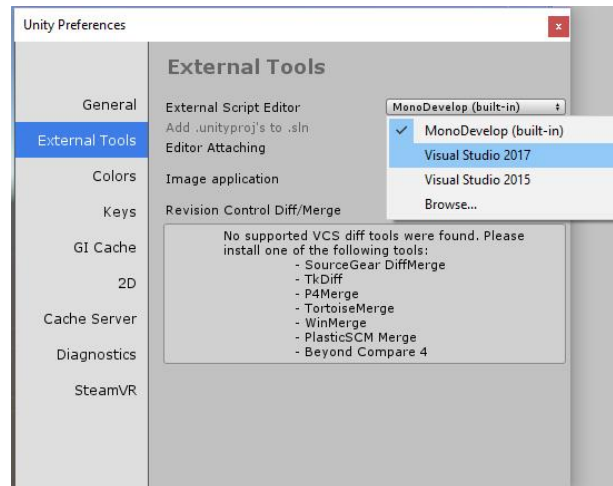 Unity Preferences
x
External Tools
General
External Tools
Colors
Keys
GI Cache
2D
Cache Server
Diagnostics
SteamVR
External Script Editor
MonoDevelop (built-in)
Add .unityproj's to .sln
Editor Attaching
Image application
Revision Control Diff/Merge
MonoDevelop (built-in)
Visual Studio 2017
Visual Studio 2015
Browse...
No supported VCS diff tools were found. Please
install one of the following tools:
- SourceGear DiffMerge
- TkDiff
- P4Merge
- TortoiseMerge
- WinMerge
- PlasticSCM Merge
- Beyond Compare 4